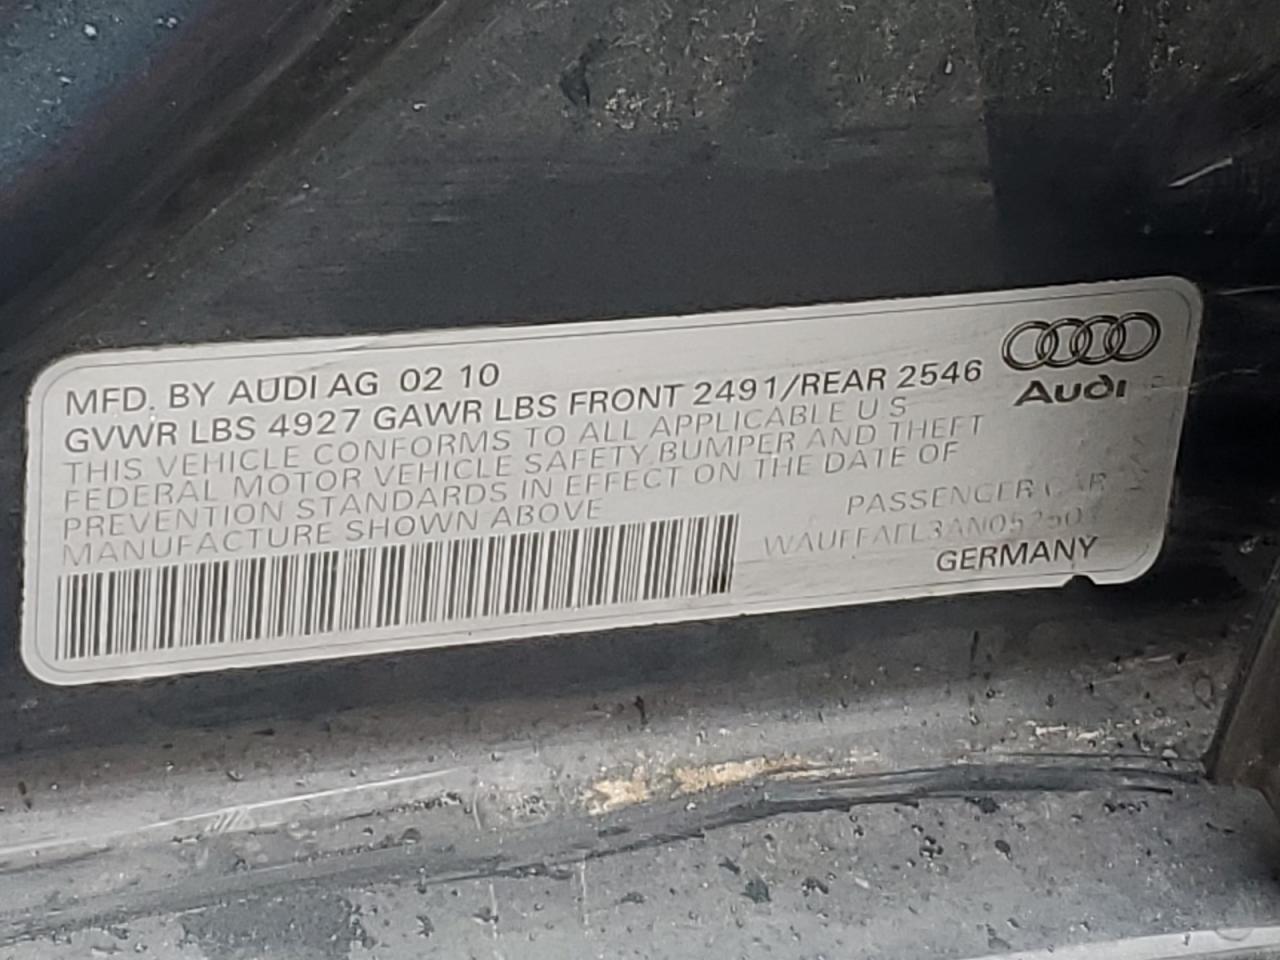 MFD. BY AUDI AG 02 10
GVWR LBS 4927 GAWR LBS FRONT 2491/REAR 2546
THIS VEHICLE CONFORMS TO ALL APPLICABLE U S
FEDERAL MOTOR VEHICLE SAFETY BUMPER AND THEFT
PREVENTION STANDARDS IN EFFECT ON THE DATE OF
MANUFACTURE SHOWN ABOVE
Audi
PASSENGER CAR
GERMANY